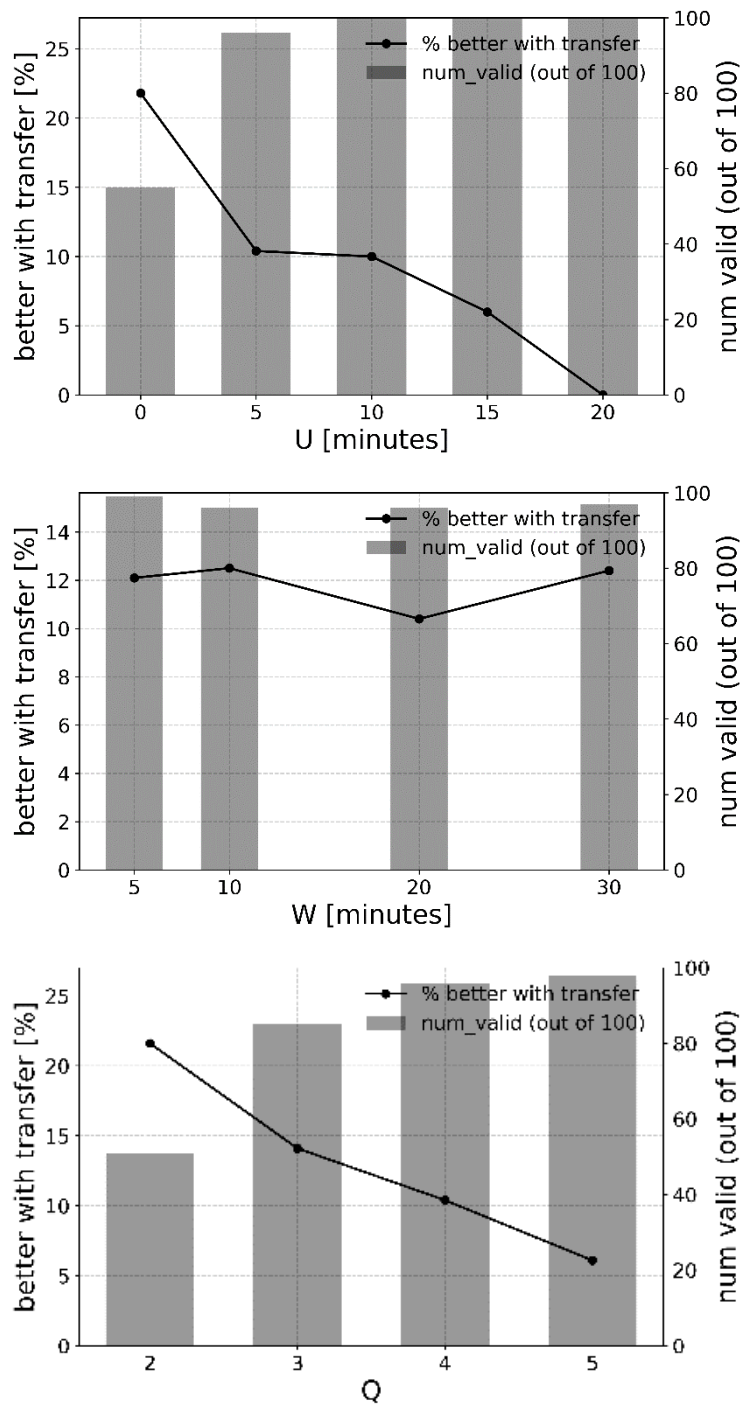 25
20
15
10
5
0
better with transfer [%]
% better with transfer
num_valid (out of 100)
100
80
60
40
20
0
num valid (out of 100)
0 5 10 15 20
U [minutes]
14
12
10
8
6
4
2
0
better with transfer [%]
% better with transfer
num_valid (out of 100)
100
80
60
40
20
0
num valid (out of 100)
5 10 20 30
W [minutes]
25
20
15
10
5
0
better with transfer [%]
% better with transfer
num_valid (out of 100)
100
80
60
40
20
0
num valid (out of 100)
2 3 4 5
Q